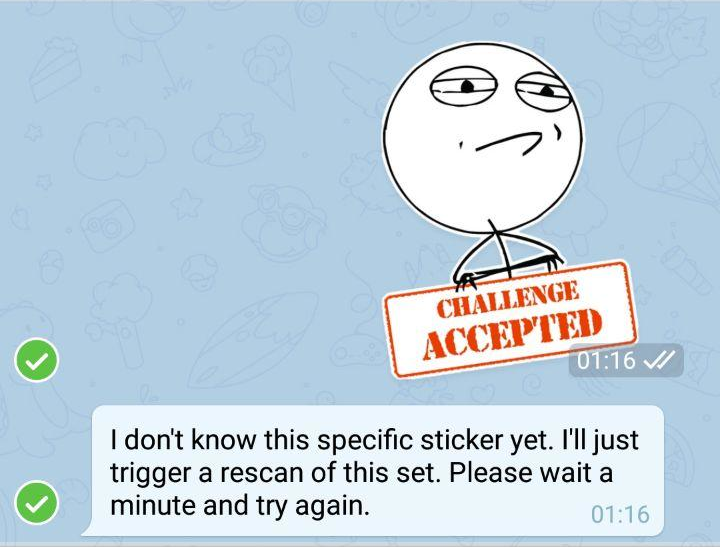 CHALLENGE
ACCEPTED
01:16
I don't know this specific sticker yet. I'll just
trigger a rescan of this set. Please wait a
minute and try again.
01:16